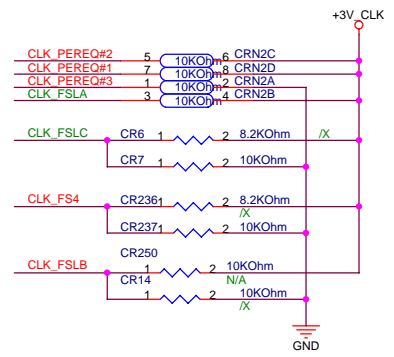 +3V_CLK
CLK_PEREQ#2 5 10KOhm 6 CRN2C
CLK_PEREQ#1 7 10KOhm 8 CRN2D
CLK_PEREQ#3 1 10KOhm 2 CRN2A
CLK_FSLA 3 10KOhm 4 CRN2B
CLK_FSLC CR6 1 2 8.2KOhm /X
CR7 1 2 10KOhm
CLK_FS4 CR236 1 2 8.2KOhm
/X
CR237 1 2 10KOhm
CR250
CLK_FSLB 1 2 10KOhm
CR14 N/A
1 2 10KOhm
/X
GND